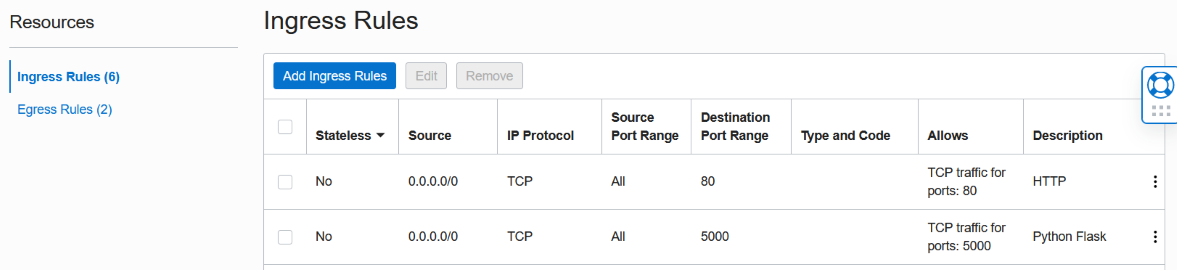 Resources
Ingress Rules (6)
Egress Rules (2)
Ingress Rules
Add Ingress Rules Edit Remove
Stateless Source IP Protocol Source Port Range Destination Port Range Type and Code Allows Description
No 0.0.0.0/0 TCP All 80 TCP traffic for ports: 80 HTTP
No 0.0.0.0/0 TCP All 5000 TCP traffic for ports: 5000 Python Flask